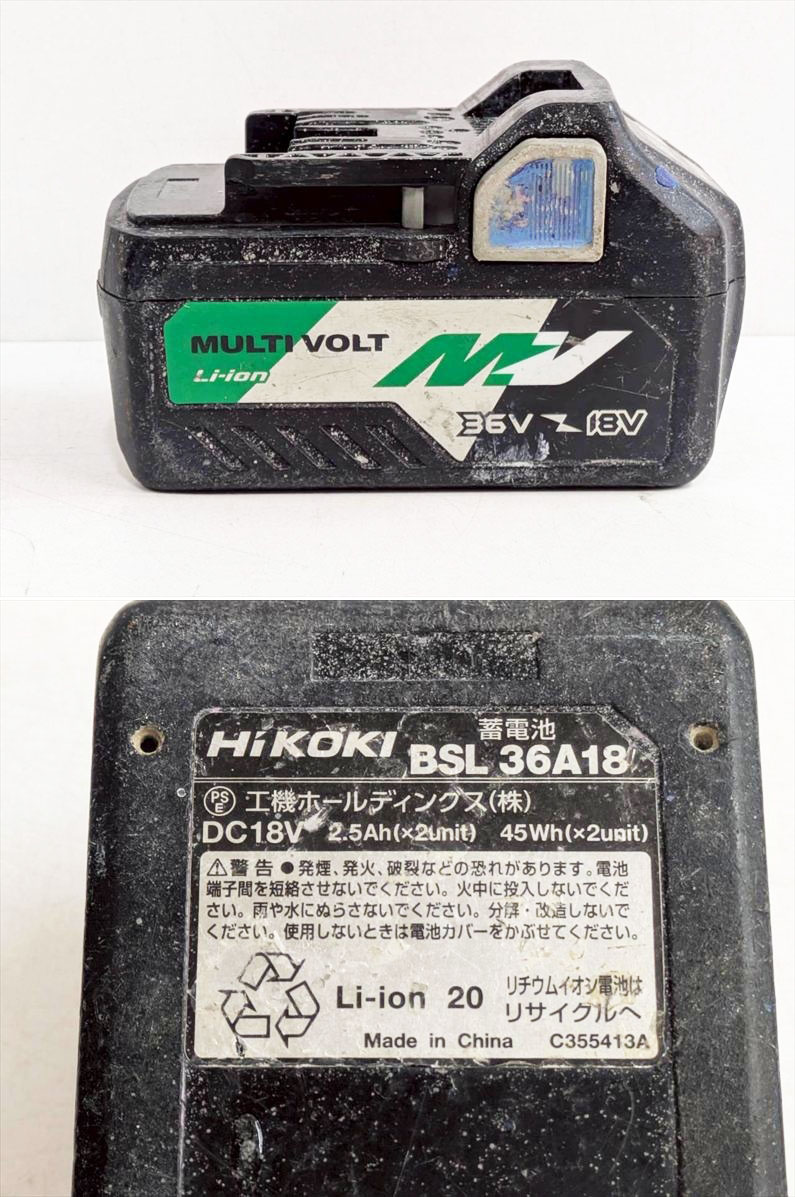 MULTI VOLT
Li-ion
MV
36V 18V
HiKOKI
蓄電池
BSL 36A18
PS
E
工機ホールディングス(株)
DC18V 2.5Ah(×2unit) 45Wh(×2unit)
⚠警告 ●発煙、発火、破裂などの恐れがあります。電池
端子間を短絡させないでください。火中に投入しないでくだ
さい。雨や水にぬらさないでください。分解・改造しないで
ください。使用しないときは電池カバーをかぶせてください。
Li-ion 20
リチウムイオン電池は
リサイクルへ
Made in China C355413A